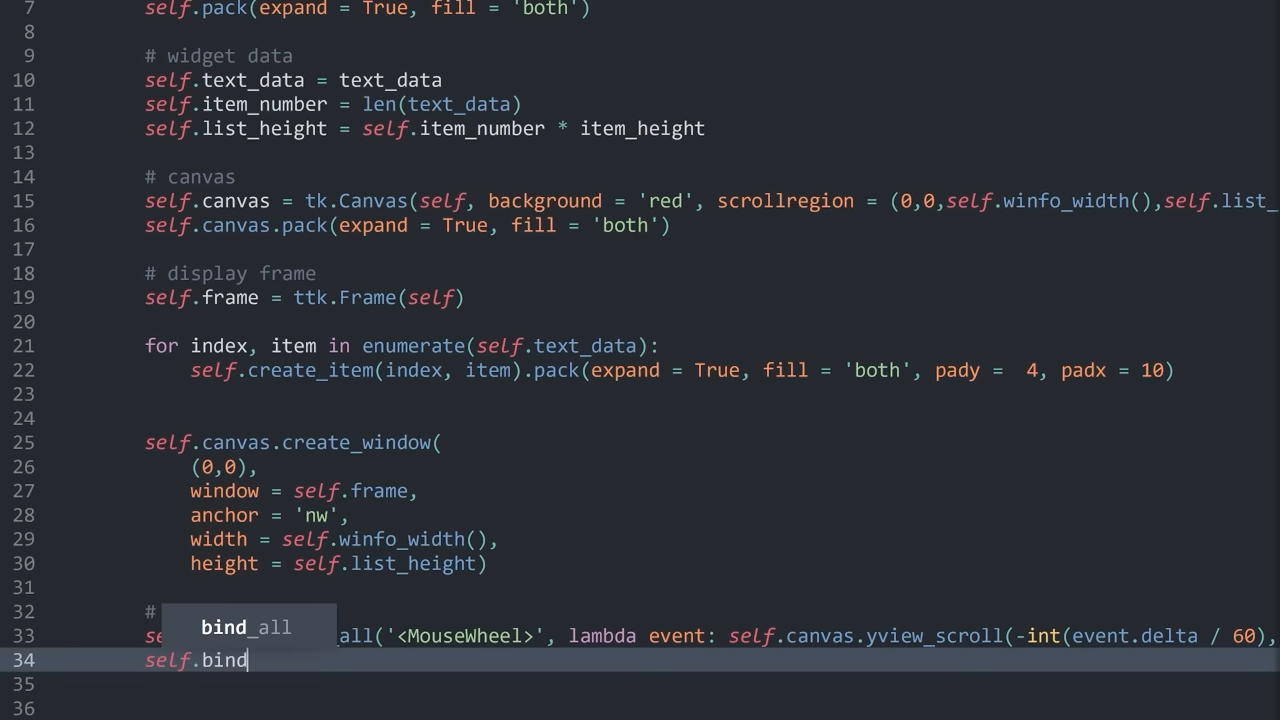 7 self.pack(expand = True, fill = 'both')
8
9 # widget data
10 self.text_data = text_data
11 self.item_number = len(text_data)
12 self.list_height = self.item_number * item_height
13
14 # canvas
15 self.canvas = tk.Canvas(self, background = 'red', scrollregion = (0,0,self.winfo_width(),self.list_
16 self.canvas.pack(expand = True, fill = 'both')
17
18 # display frame
19 self.frame = ttk.Frame(self)
20
21 for index, item in enumerate(self.text_data):
22 self.create_item(index, item).pack(expand = True, fill = 'both', pady =  4, padx = 10)
23
24
25 self.canvas.create_window(
26 (0,0),
27 window = self.frame,
28 anchor = 'nw',
29 width = self.winfo_width(),
30 height = self.list_height)
31
32 #
bind_all
33 se all('<MouseWheel>', lambda event: self.canvas.yview_scroll(-int(event.delta / 60),
34 self.bind
35
36